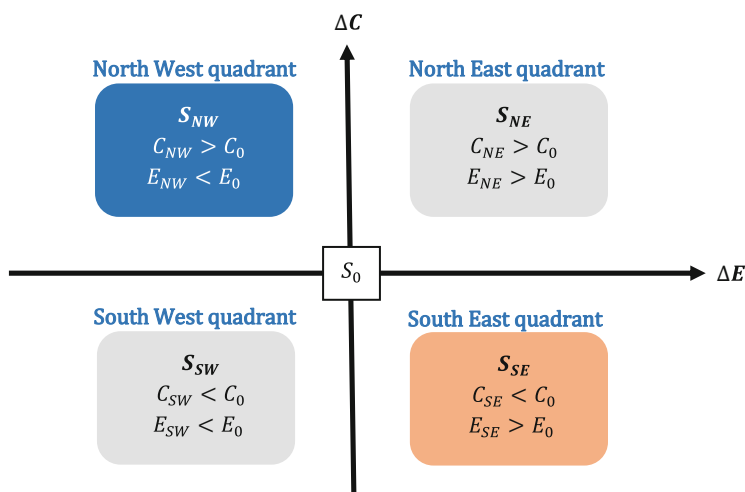 ΔC
North West quadrant
S_NW
C_NW > C_0
E_NW < E_0
North East quadrant
S_NE
C_NE > C_0
E_NE > E_0
S_0
ΔE
South West quadrant
S_SW
C_SW < C_0
E_SW < E_0
South East quadrant
S_SE
C_SE < C_0
E_SE > E_0